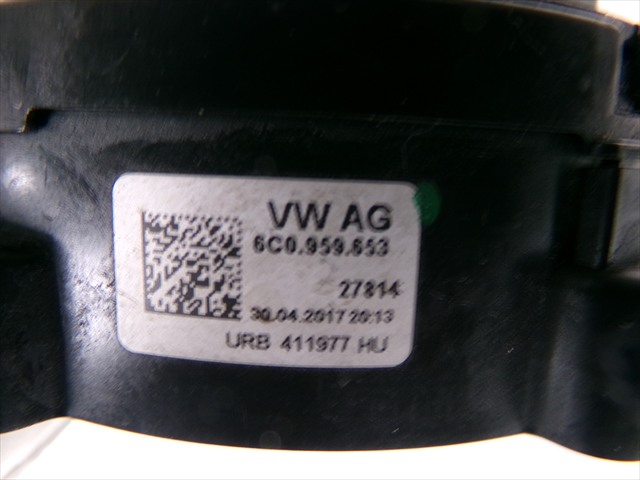 VW AG
6C0.959.653
27814
30.04.2017 20:13
URB 411977 HU